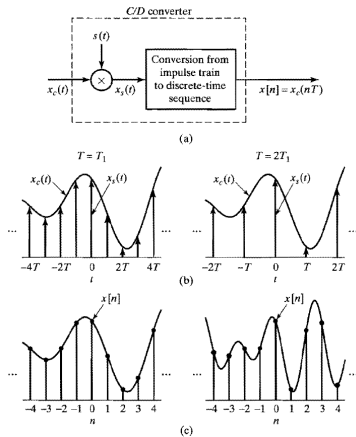 C/D converter
s(t)
×
Conversion from
impulse train
to discrete-time
sequence
x_c(t)
x_s(t)
x[n] = x_c(nT)
(a)
T = T₁
T = 2T₁
x_c(t)
x_s(t)
x_c(t)
x_s(t)
...
...
...
...
-4T -2T 0 2T 4T
-2T -T 0 T 2T
t
t
(b)
x[n]
x[n]
...
...
...
...
-4 -3 -2 -1 0 1 2 3 4
-4 -3 -2 -1 0 1 2 3 4
n
n
(c)